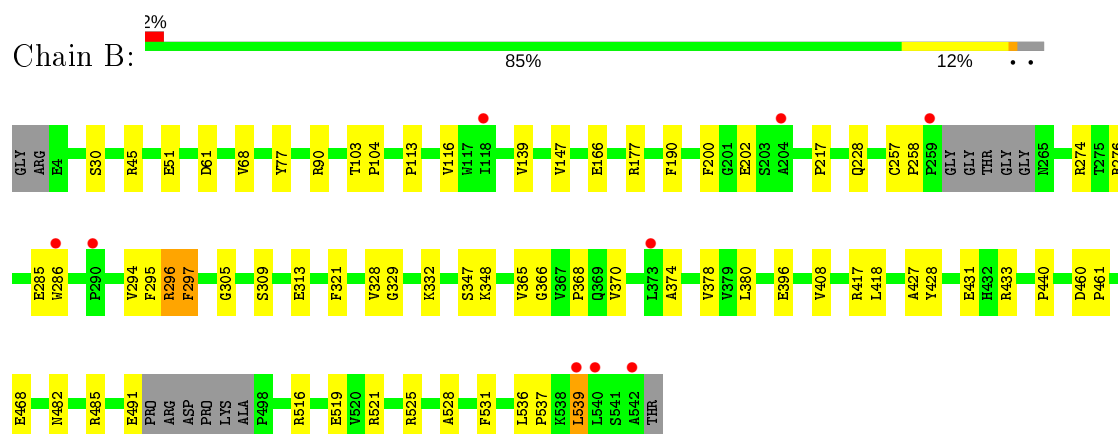 2%
Chain B:
85% 12% • •
GLY ARG E4 S30 R45 E51 D61 V68 Y77 R90 T103 P104 P113 V116 W117 I118 V139 V147 E166 R177 F190 F200 G201 E202 S203 A204 P217 Q228 C257 P258 P259 GLY GLY THR GLY GLY N265 R274 T275 R276
E285 W286 P290 V294 F295 R296 F297 G305 S309 E313 F321 V328 G329 K332 S347 K348 V365 G366 V367 P368 Q369 V370 L373 A374 V378 V379 L380 E396 V408 R417 L418 A427 Y428 E431 H432 R433 P440 D460 P461
E468 N482 R485 E491 PRO ARG ASP PRO LYS ALA P498 R516 E519 V520 R521 R525 A528 F531 L536 P537 K538 L539 L540 S541 A542 THR